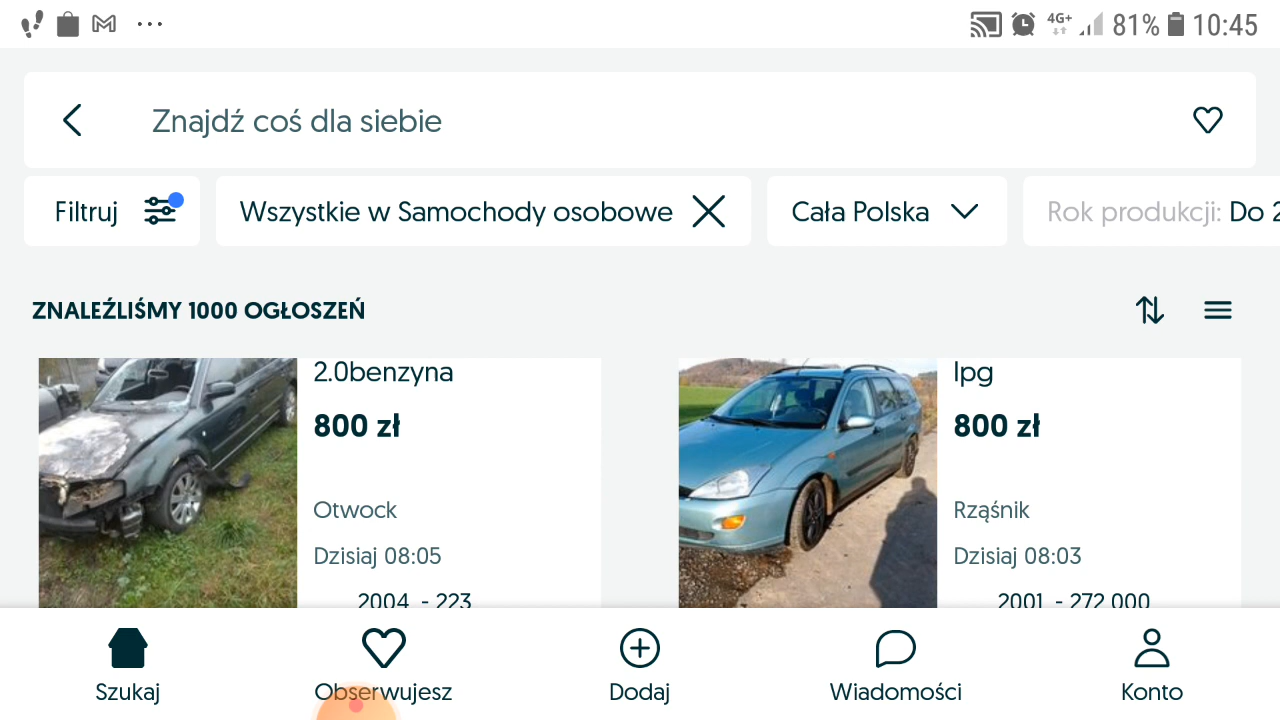 4G+ 81% 10:45
Znajdź coś dla siebie
Filtruj Wszystkie w Samochody osobowe Cała Polska Rok produkcji: Do 2
ZNALEŹLIŚMY 1000 OGŁOSZEŃ
2.0benzyna
800 zł
Otwock
Dzisiaj 08:05
2004 - 223
lpg
800 zł
Rząśnik
Dzisiaj 08:03
2001 - 272 000
Szukaj Obserwujesz Dodaj Wiadomości Konto